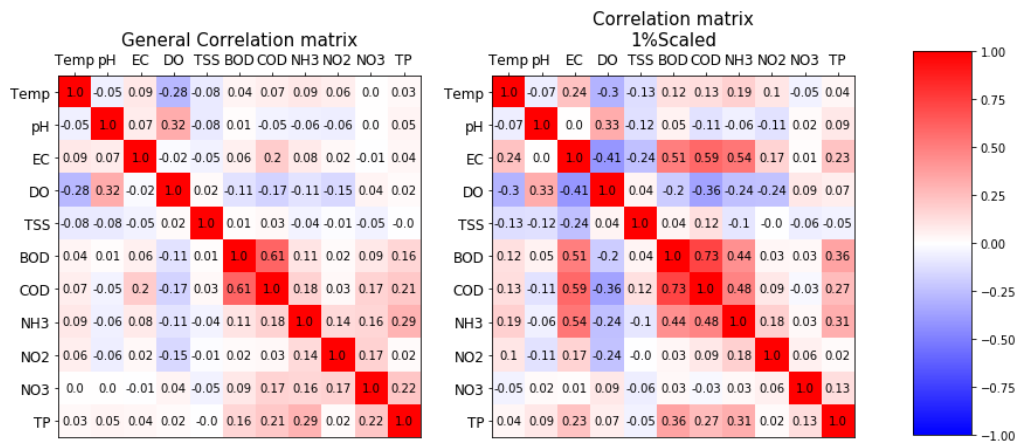 General Correlation matrix
Temp pH EC DO TSS BOD COD NH3 NO2 NO3 TP
Temp 1.0 -0.05 0.09 -0.28 -0.08 0.04 0.07 0.09 0.06 0.0 0.03
pH -0.05 1.0 0.07 0.32 -0.08 0.01 -0.05 -0.06 -0.06 0.0 0.05
EC 0.09 0.07 1.0 -0.02 -0.05 0.06 0.2 0.08 0.02 -0.01 0.04
DO -0.28 0.32 -0.02 1.0 0.02 -0.11 -0.17 -0.11 -0.15 0.04 0.02
TSS -0.08 -0.08 -0.05 0.02 1.0 0.01 0.03 -0.04 -0.01 -0.05 -0.0
BOD 0.04 0.01 0.06 -0.11 0.01 1.0 0.61 0.11 0.02 0.09 0.16
COD 0.07 -0.05 0.2 -0.17 0.03 0.61 1.0 0.18 0.03 0.17 0.21
NH3 0.09 -0.06 0.08 -0.11 -0.04 0.11 0.18 1.0 0.14 0.16 0.29
NO2 0.06 -0.06 0.02 -0.15 -0.01 0.02 0.03 0.14 1.0 0.17 0.02
NO3 0.0 0.0 -0.01 0.04 -0.05 0.09 0.17 0.16 0.17 1.0 0.22
TP 0.03 0.05 0.04 0.02 -0.0 0.16 0.21 0.29 0.02 0.22 1.0
Correlation matrix
1%Scaled
Temp pH EC DO TSS BOD COD NH3 NO2 NO3 TP
Temp 1.0 -0.07 0.24 -0.3 -0.13 0.12 0.13 0.19 0.1 -0.05 0.04
pH -0.07 1.0 0.0 0.33 -0.12 0.05 -0.11 -0.06 -0.11 0.02 0.09
EC 0.24 0.0 1.0 -0.41 -0.24 0.51 0.59 0.54 0.17 0.01 0.23
DO -0.3 0.33 -0.41 1.0 0.04 -0.2 -0.36 -0.24 -0.24 0.09 0.07
TSS -0.13 -0.12 -0.24 0.04 1.0 0.04 0.12 -0.1 -0.0 -0.06 -0.05
BOD 0.12 0.05 0.51 -0.2 0.04 1.0 0.73 0.44 0.03 0.03 0.36
COD 0.13 -0.11 0.59 -0.36 0.12 0.73 1.0 0.48 0.09 -0.03 0.27
NH3 0.19 -0.06 0.54 -0.24 -0.1 0.44 0.48 1.0 0.18 0.03 0.31
NO2 0.1 -0.11 0.17 -0.24 -0.0 0.03 0.09 0.18 1.0 0.06 0.02
NO3 -0.05 0.02 0.01 0.09 -0.06 0.03 -0.03 0.03 0.06 1.0 0.13
TP 0.04 0.09 0.23 0.07 -0.05 0.36 0.27 0.31 0.02 0.13 1.0
1.00
0.75
0.50
0.25
0.00
−0.25
−0.50
−0.75
−1.00